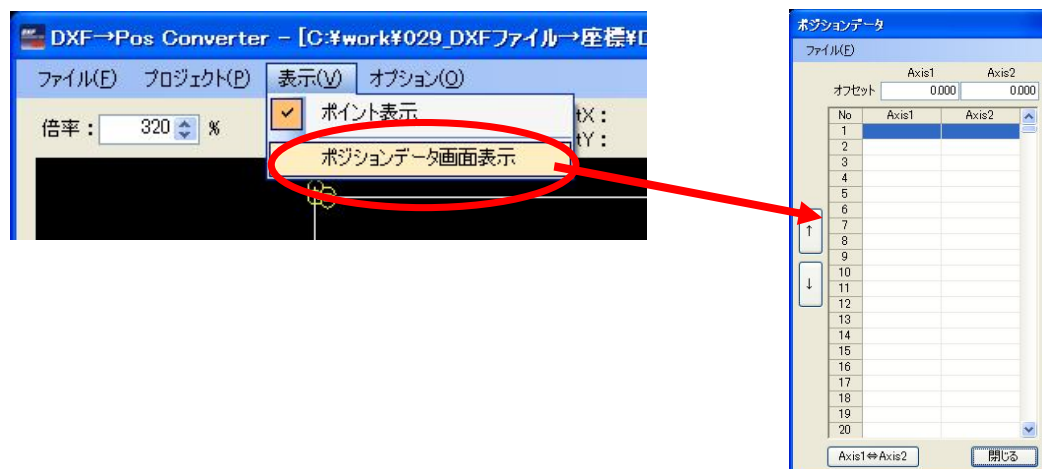 DXF→Pos Converter - [C:¥work¥029_DXFファイル→座標¥D
ファイル(F) プロジェクト(P) 表示(V) オプション(O)
倍率: 320 %
ポイント表示
ポジションデータ画面表示
tX:
tY:
ポジションデータ
ファイル(F)
Axis1 Axis2
オフセット 0.000 0.000
No Axis1 Axis2
1
2
3
4
5
6
7
8
9
10
11
12
13
14
15
16
17
18
19
20
↑
↓
Axis1⇔Axis2 閉じる